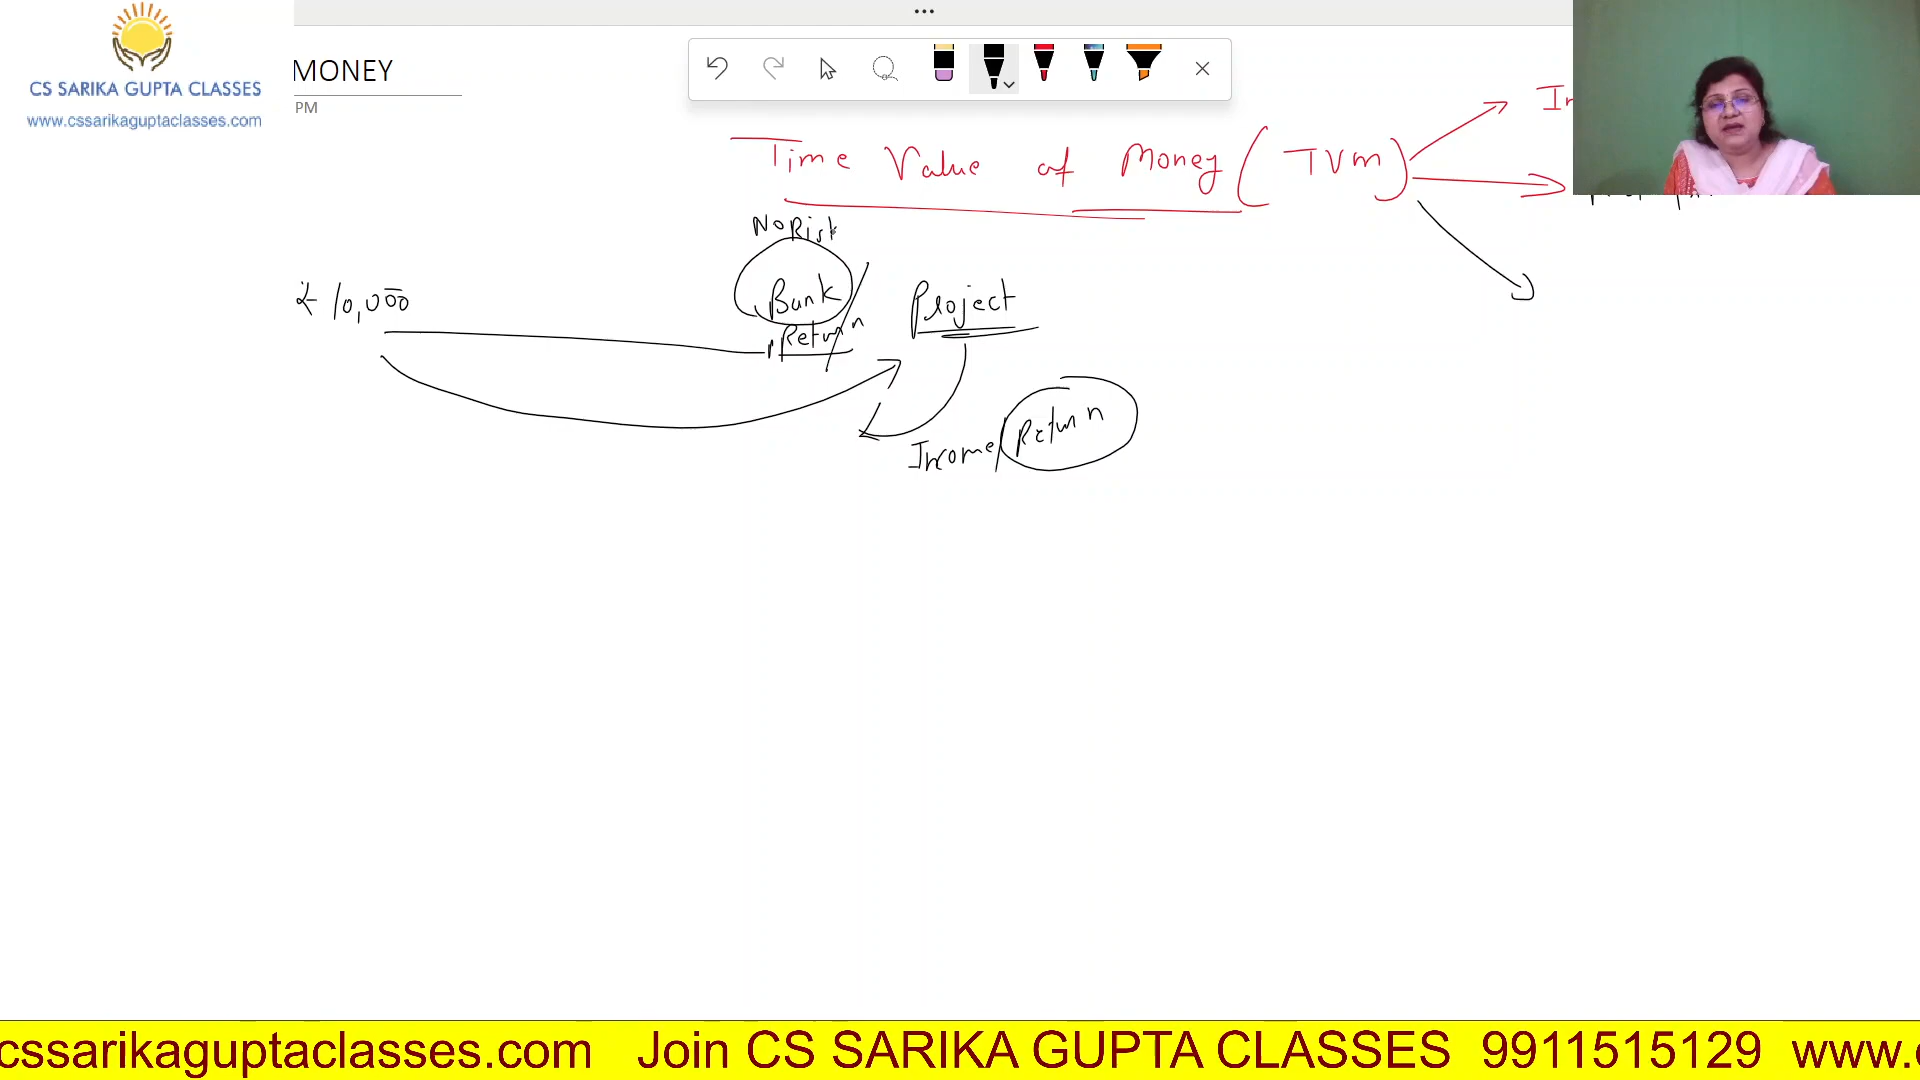 MONEY
CS SARIKA GUPTA CLASSES
www.cssarikaguptaclasses.com
PM
Time Value of Money (TVM)
No Risk
Bank
Return
Project
₹ 10,000
Income/Return
cssarikaguptaclasses.com Join CS SARIKA GUPTA CLASSES 9911515129 www.c